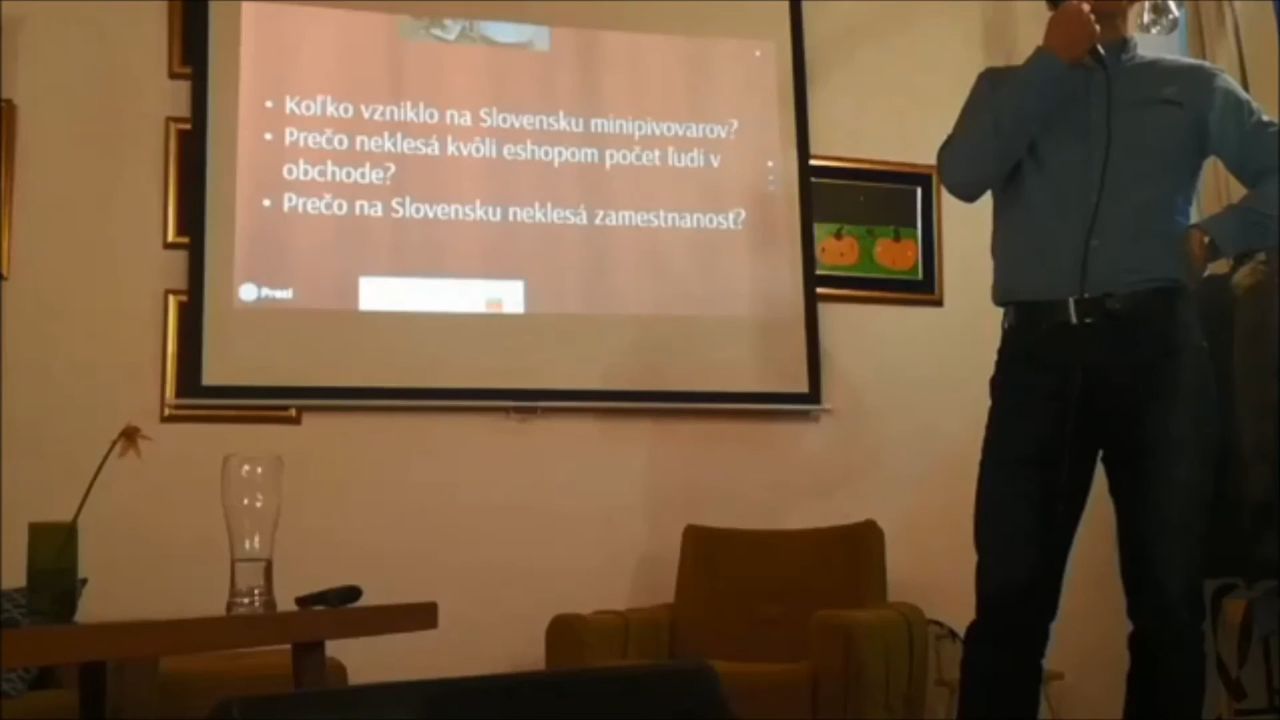 • Koľko vzniklo na Slovensku minipivovarov?
• Prečo neklesá kvôli eshopom počet ľudí v
obchode?
• Prečo na Slovensku neklesá zamestnanosť?
Prezi